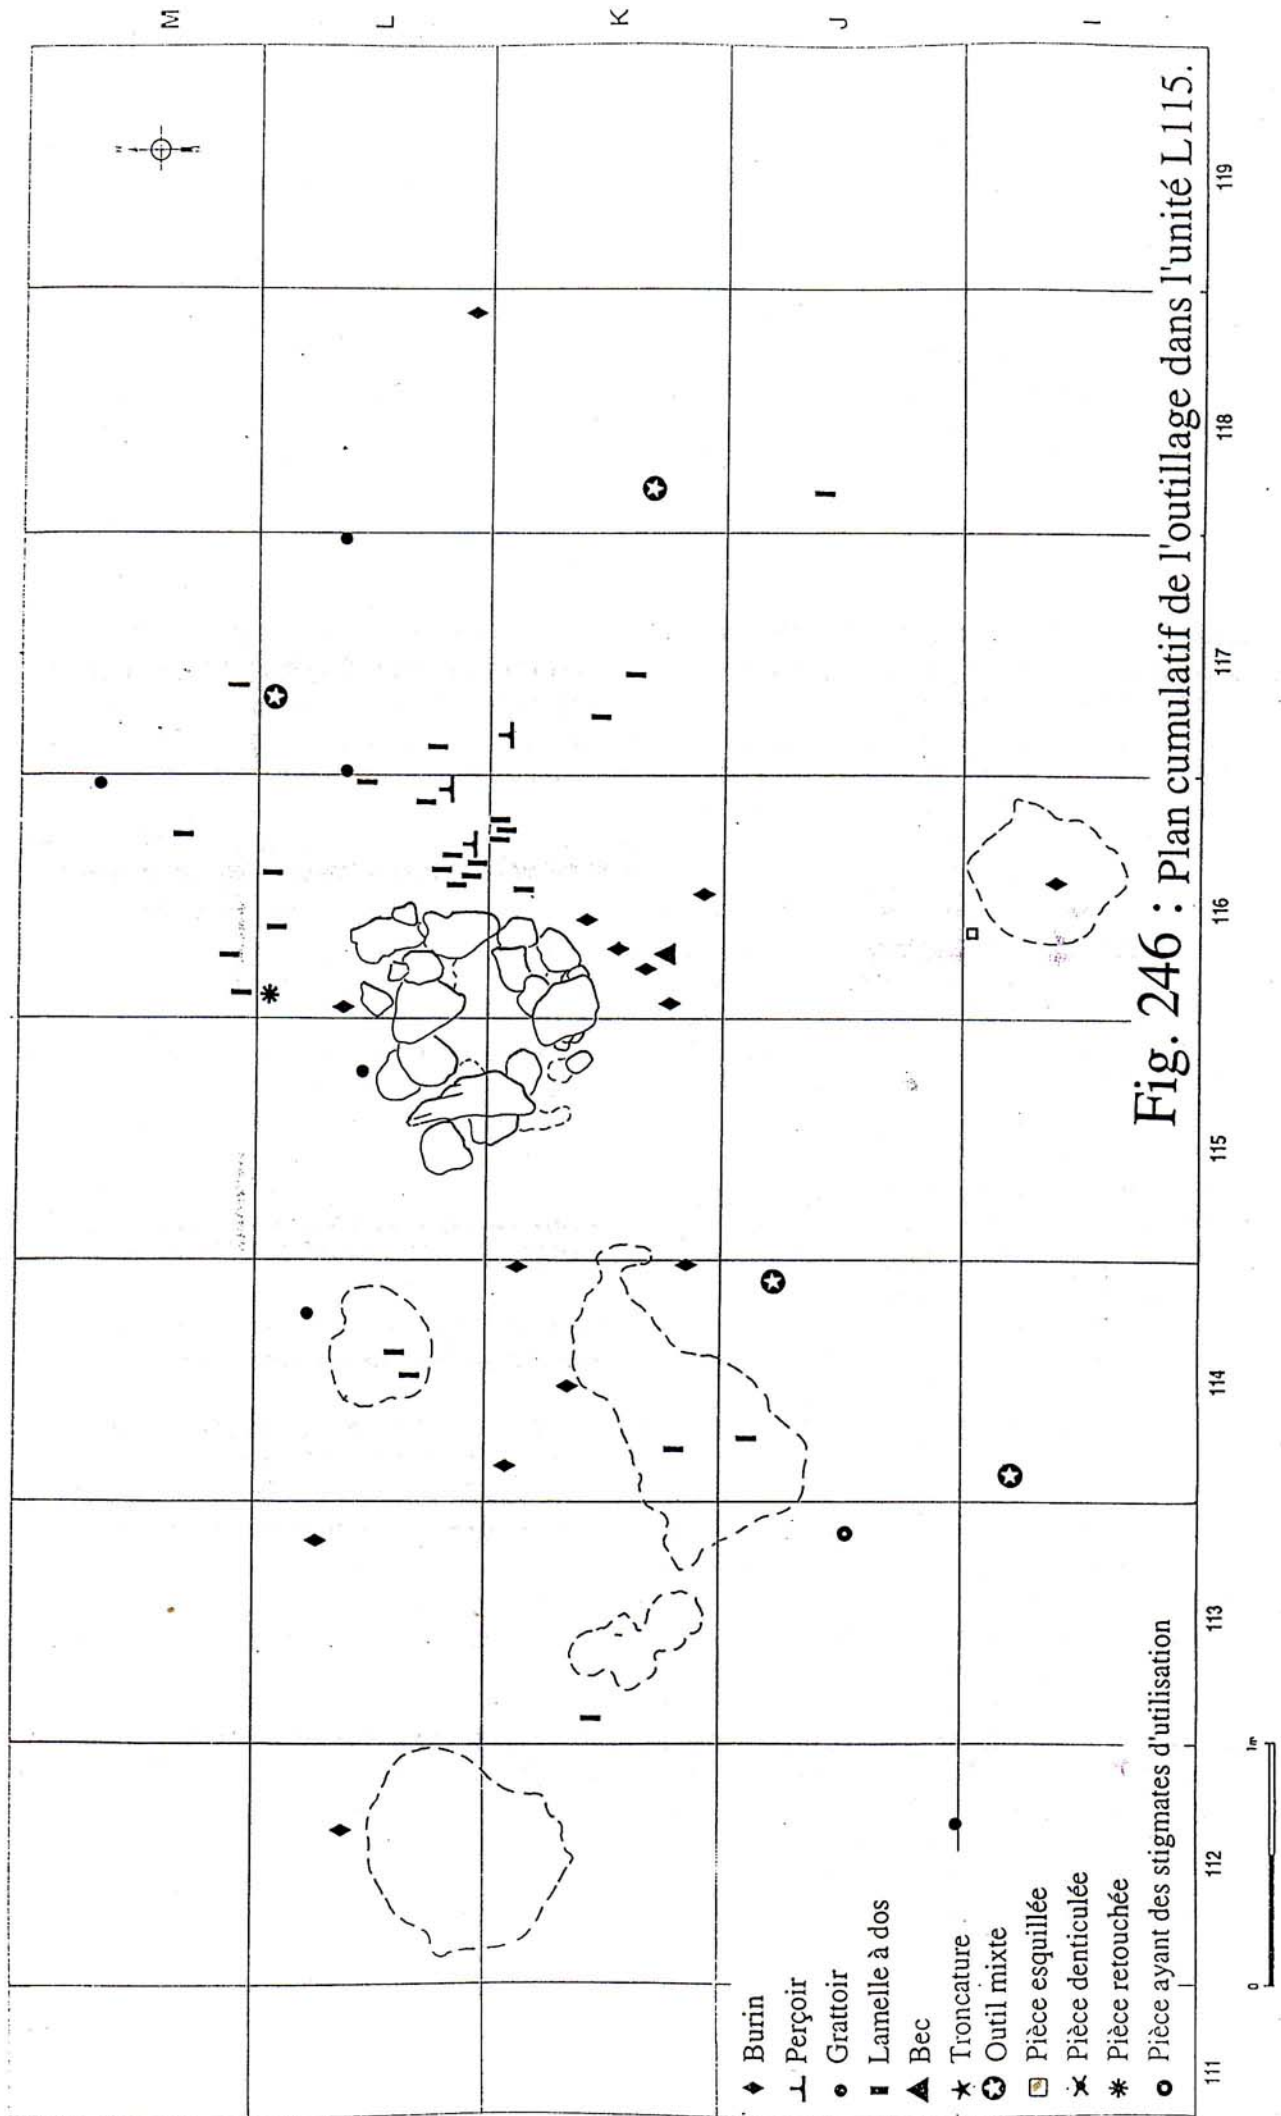 M
L
K
J
I
N
111 112 113 114 115 116 117 118 119
Burin
Perçoir
Grattoir
Lamelle à dos
Bec
Troncature
Outil mixte
Pièce esquillée
Pièce denticulée
Pièce retouchée
Pièce ayant des stigmates d'utilisation
0 1m
Fig. 246 : Plan cumulatif de l'outillage dans l'unité L115.